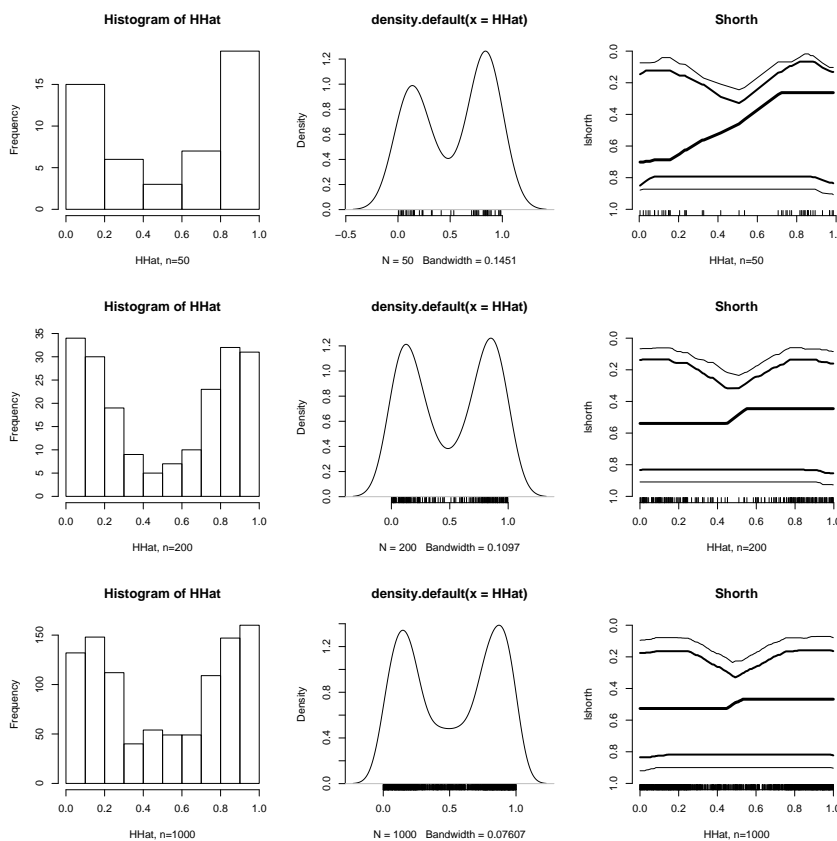 Histogram of HHat
Frequency
0
5
10
15
0.0 0.2 0.4 0.6 0.8 1.0
HHat, n=50
density.default(x = HHat)
Density
0.0 0.2 0.4 0.6 0.8 1.0 1.2
−0.5 0.0 0.5 1.0
N = 50 Bandwidth = 0.1451
Shorth
lshorth
1.0 0.8 0.6 0.4 0.2 0.0
0.0 0.2 0.4 0.6 0.8 1.0
HHat, n=50
Histogram of HHat
Frequency
0 5 10 15 20 25 30 35
0.0 0.2 0.4 0.6 0.8 1.0
HHat, n=200
density.default(x = HHat)
Density
0.0 0.2 0.4 0.6 0.8 1.0 1.2
0.0 0.5 1.0
N = 200 Bandwidth = 0.1097
Shorth
lshorth
1.0 0.8 0.6 0.4 0.2 0.0
0.0 0.2 0.4 0.6 0.8 1.0
HHat, n=200
Histogram of HHat
Frequency
0 50 100 150
0.0 0.2 0.4 0.6 0.8 1.0
HHat, n=1000
density.default(x = HHat)
Density
0.0 0.2 0.4 0.6 0.8 1.2
0.0 0.5 1.0
N = 1000 Bandwidth = 0.07607
Shorth
lshorth
1.0 0.8 0.6 0.4 0.2 0.0
0.0 0.2 0.4 0.6 0.8 1.0
HHat, n=1000